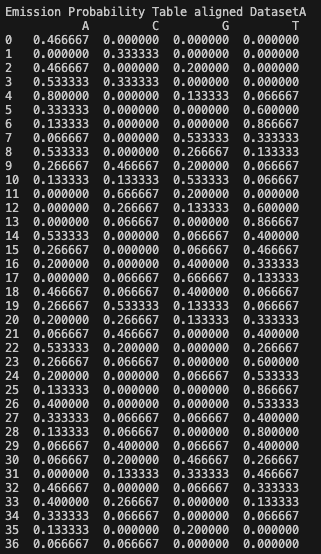 Emission Probability Table aligned DatasetA
A C G T
0 0.466667 0.000000 0.000000 0.000000
1 0.000000 0.333333 0.000000 0.000000
2 0.466667 0.000000 0.200000 0.000000
3 0.533333 0.333333 0.000000 0.000000
4 0.800000 0.000000 0.133333 0.066667
5 0.333333 0.000000 0.000000 0.600000
6 0.133333 0.000000 0.000000 0.866667
7 0.066667 0.000000 0.533333 0.333333
8 0.533333 0.000000 0.266667 0.133333
9 0.266667 0.466667 0.200000 0.066667
10 0.133333 0.133333 0.533333 0.066667
11 0.000000 0.666667 0.200000 0.000000
12 0.000000 0.266667 0.133333 0.600000
13 0.000000 0.066667 0.000000 0.866667
14 0.533333 0.000000 0.066667 0.400000
15 0.266667 0.000000 0.066667 0.466667
16 0.200000 0.000000 0.400000 0.333333
17 0.000000 0.066667 0.666667 0.133333
18 0.466667 0.066667 0.400000 0.066667
19 0.266667 0.533333 0.133333 0.066667
20 0.200000 0.266667 0.133333 0.333333
21 0.066667 0.466667 0.000000 0.400000
22 0.533333 0.200000 0.000000 0.266667
23 0.266667 0.066667 0.000000 0.600000
24 0.200000 0.000000 0.066667 0.533333
25 0.133333 0.000000 0.000000 0.866667
26 0.400000 0.000000 0.000000 0.533333
27 0.333333 0.066667 0.066667 0.400000
28 0.133333 0.066667 0.000000 0.800000
29 0.066667 0.400000 0.066667 0.400000
30 0.066667 0.200000 0.466667 0.266667
31 0.000000 0.133333 0.333333 0.466667
32 0.466667 0.000000 0.066667 0.333333
33 0.400000 0.266667 0.000000 0.133333
34 0.333333 0.066667 0.000000 0.066667
35 0.133333 0.000000 0.200000 0.000000
36 0.066667 0.066667 0.000000 0.000000